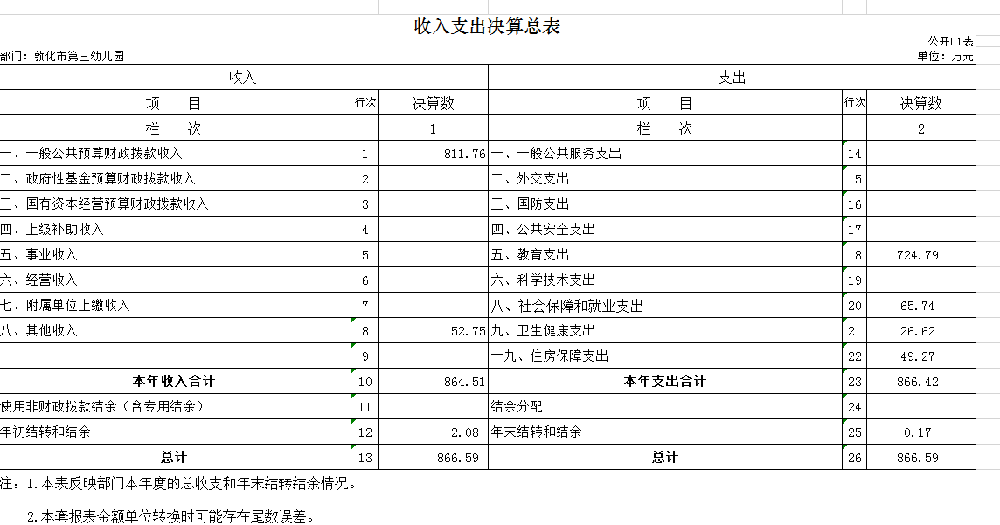 收入支出决算总表
公开01表
部门：敦化市第三幼儿园 单位：万元
收入 支出
项 目 行次 决算数 项 目 行次 决算数
栏 次 1 栏 次 2
一、一般公共预算财政拨款收入 1 811.76 一、一般公共服务支出 14
二、政府性基金预算财政拨款收入 2 二、外交支出 15
三、国有资本经营预算财政拨款收入 3 三、国防支出 16
四、上级补助收入 4 四、公共安全支出 17
五、事业收入 5 五、教育支出 18 724.79
六、经营收入 6 六、科学技术支出 19
七、附属单位上缴收入 7 八、社会保障和就业支出 20 65.74
八、其他收入 8 52.75 九、卫生健康支出 21 26.62
9 十九、住房保障支出 22 49.27
本年收入合计 10 864.51 本年支出合计 23 866.42
使用非财政拨款结余（含专用结余） 11 结余分配 24
年初结转和结余 12 2.08 年末结转和结余 25 0.17
总计 13 866.59 总计 26 866.59
注：1.本表反映部门本年度的总收支和年末结转结余情况。
2.本套报表金额单位转换时可能存在尾数误差。